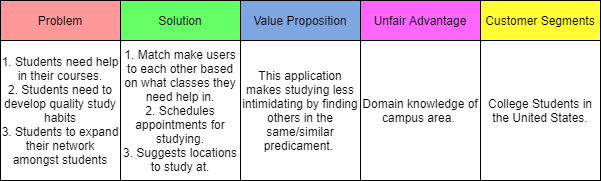 Problem
Solution
Value Proposition
Unfair Advantage
Customer Segments
1. Students need help
in their courses.
2. Students need to
develop quality study
habits
3. Students to expand
their network
amongst students
1. Match make users
to each other based
on what classes they
need help in.
2. Schedules
appointments for
studying.
3. Suggests locations
to study at.
This application
makes studying less
intimidating by finding
others in the
same/similar
predicament.
Domain knowledge of
campus area.
College Students in
the United States.